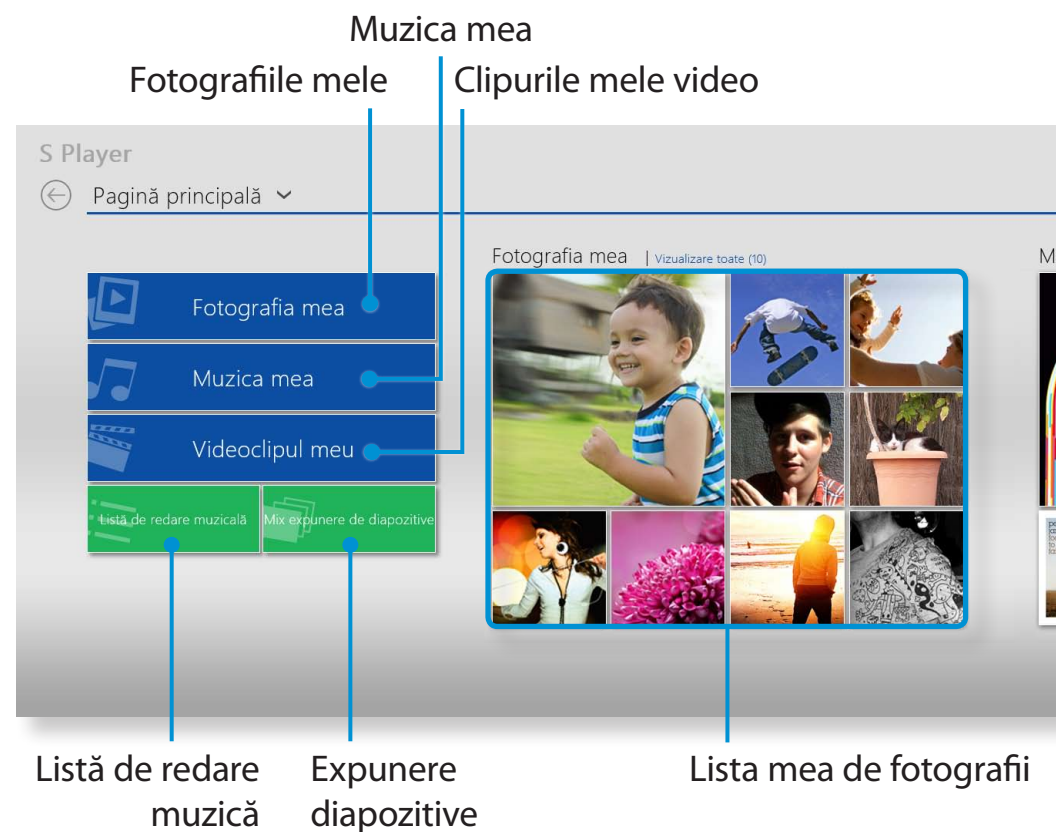 Muzica mea
Fotografiile mele
Clipurile mele video
S Player
Pagină principală
Fotografia mea | Vizualizare toate (10)
M
Fotografia mea
Muzica mea
Videoclipul meu
Listă de redare muzicală
Mix expunere de diapozitive
Listă de redare
muzică
Expunere
diapozitive
Lista mea de fotografii